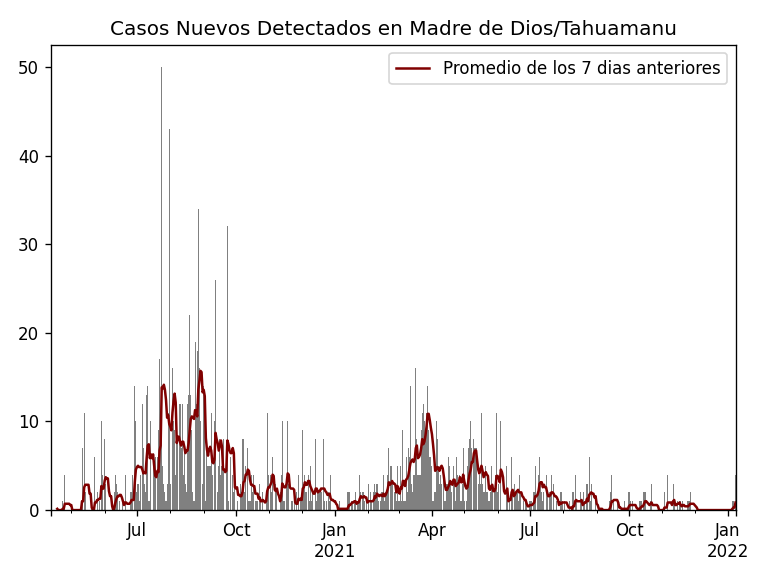 Casos Nuevos Detectados en Madre de Dios/Tahuamanu
Promedio de los 7 dias anteriores
50
40
30
20
10
0
Jul
Oct
Jan
2021
Apr
Jul
Oct
Jan
2022